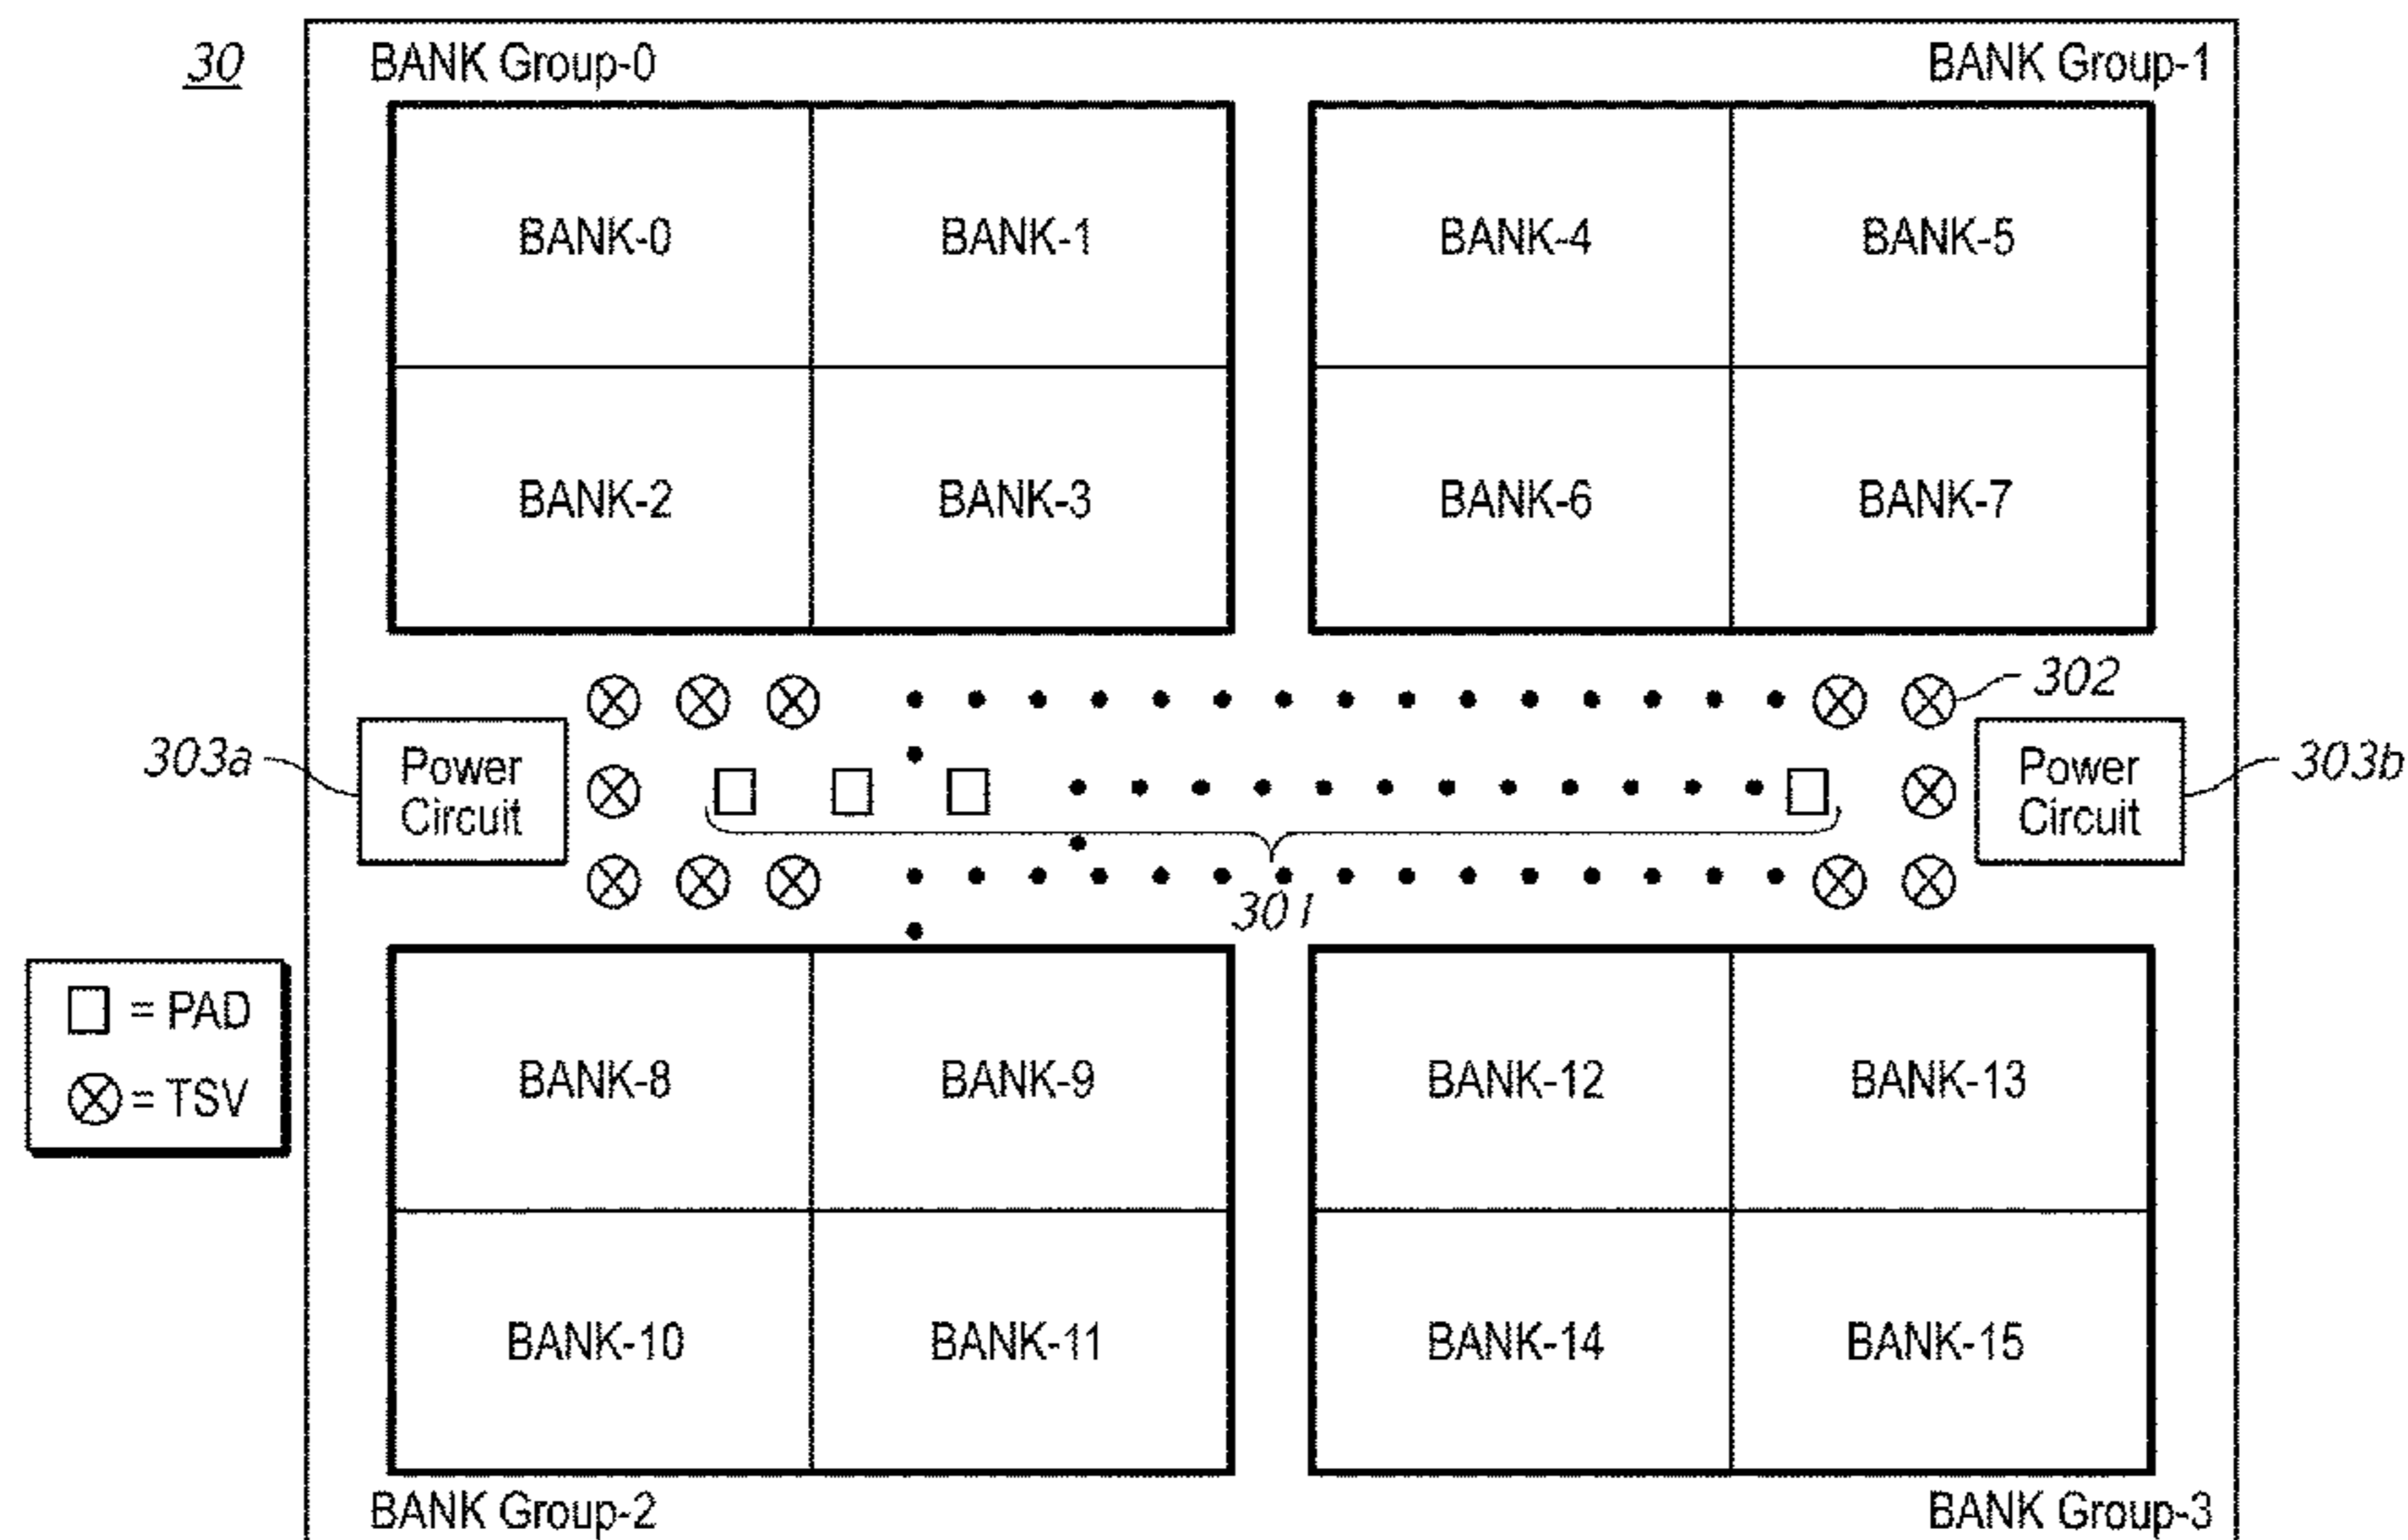 30
BANK Group-0
BANK Group-1
BANK-0
BANK-1
BANK-4
BANK-5
BANK-2
BANK-3
BANK-6
BANK-7
302
303a
Power
Circuit
Power
Circuit
303b
301
= PAD
= TSV
BANK-8
BANK-9
BANK-12
BANK-13
BANK-10
BANK-11
BANK-14
BANK-15
BANK Group-2
BANK Group-3